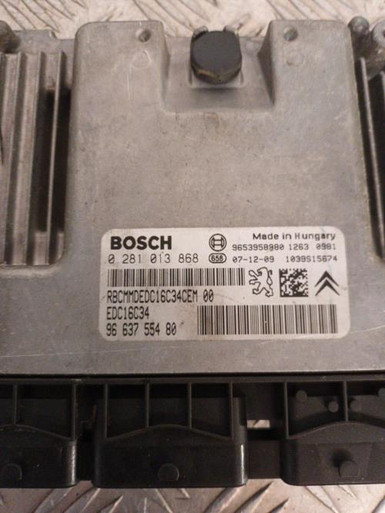 Made in Hungary
BOSCH 9653958980 1263 0981
0 281 013 868 656 07-12-09 1039S15674
RBCMMDEDC16C34CEM 00
EDC16C34
96 637 554 80